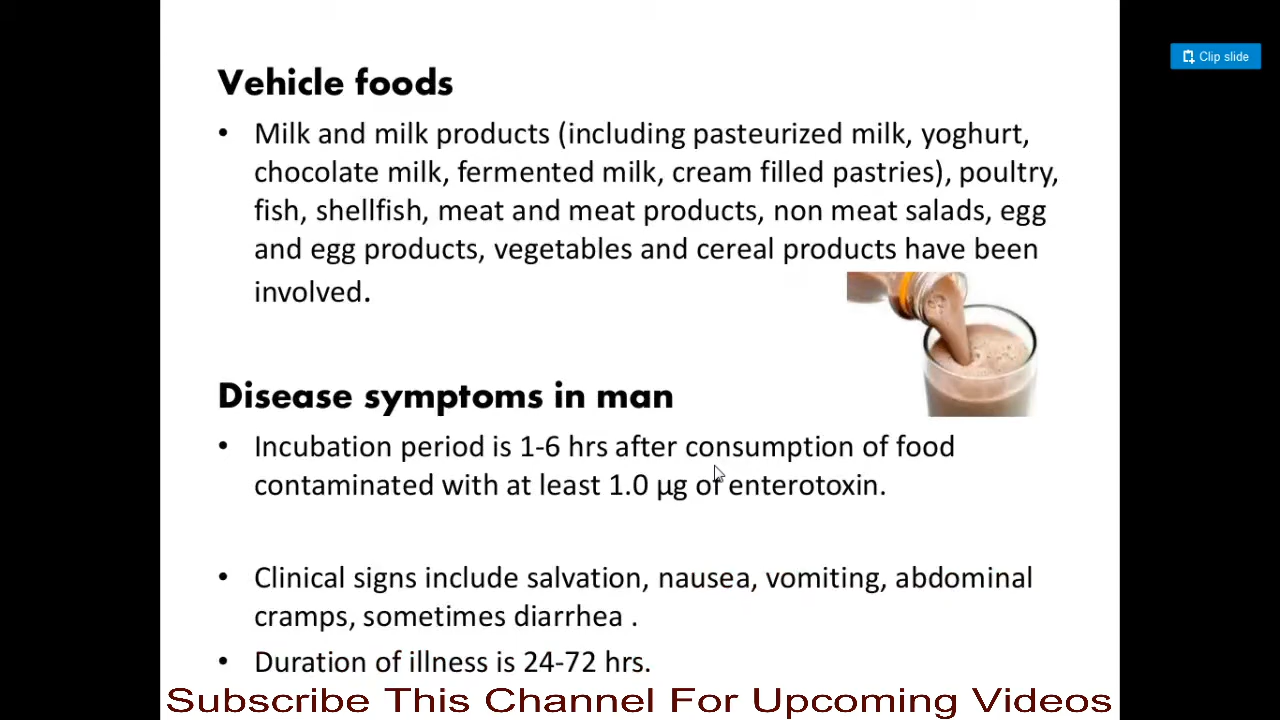 Clip slide
Vehicle foods
• Milk and milk products (including pasteurized milk, yoghurt,
chocolate milk, fermented milk, cream filled pastries), poultry,
fish, shellfish, meat and meat products, non meat salads, egg
and egg products, vegetables and cereal products have been
involved.
Disease symptoms in man
• Incubation period is 1-6 hrs after consumption of food
contaminated with at least 1.0 µg of enterotoxin.
• Clinical signs include salvation, nausea, vomiting, abdominal
cramps, sometimes diarrhea .
• Duration of illness is 24-72 hrs.
Subscribe This Channel For Upcoming Videos